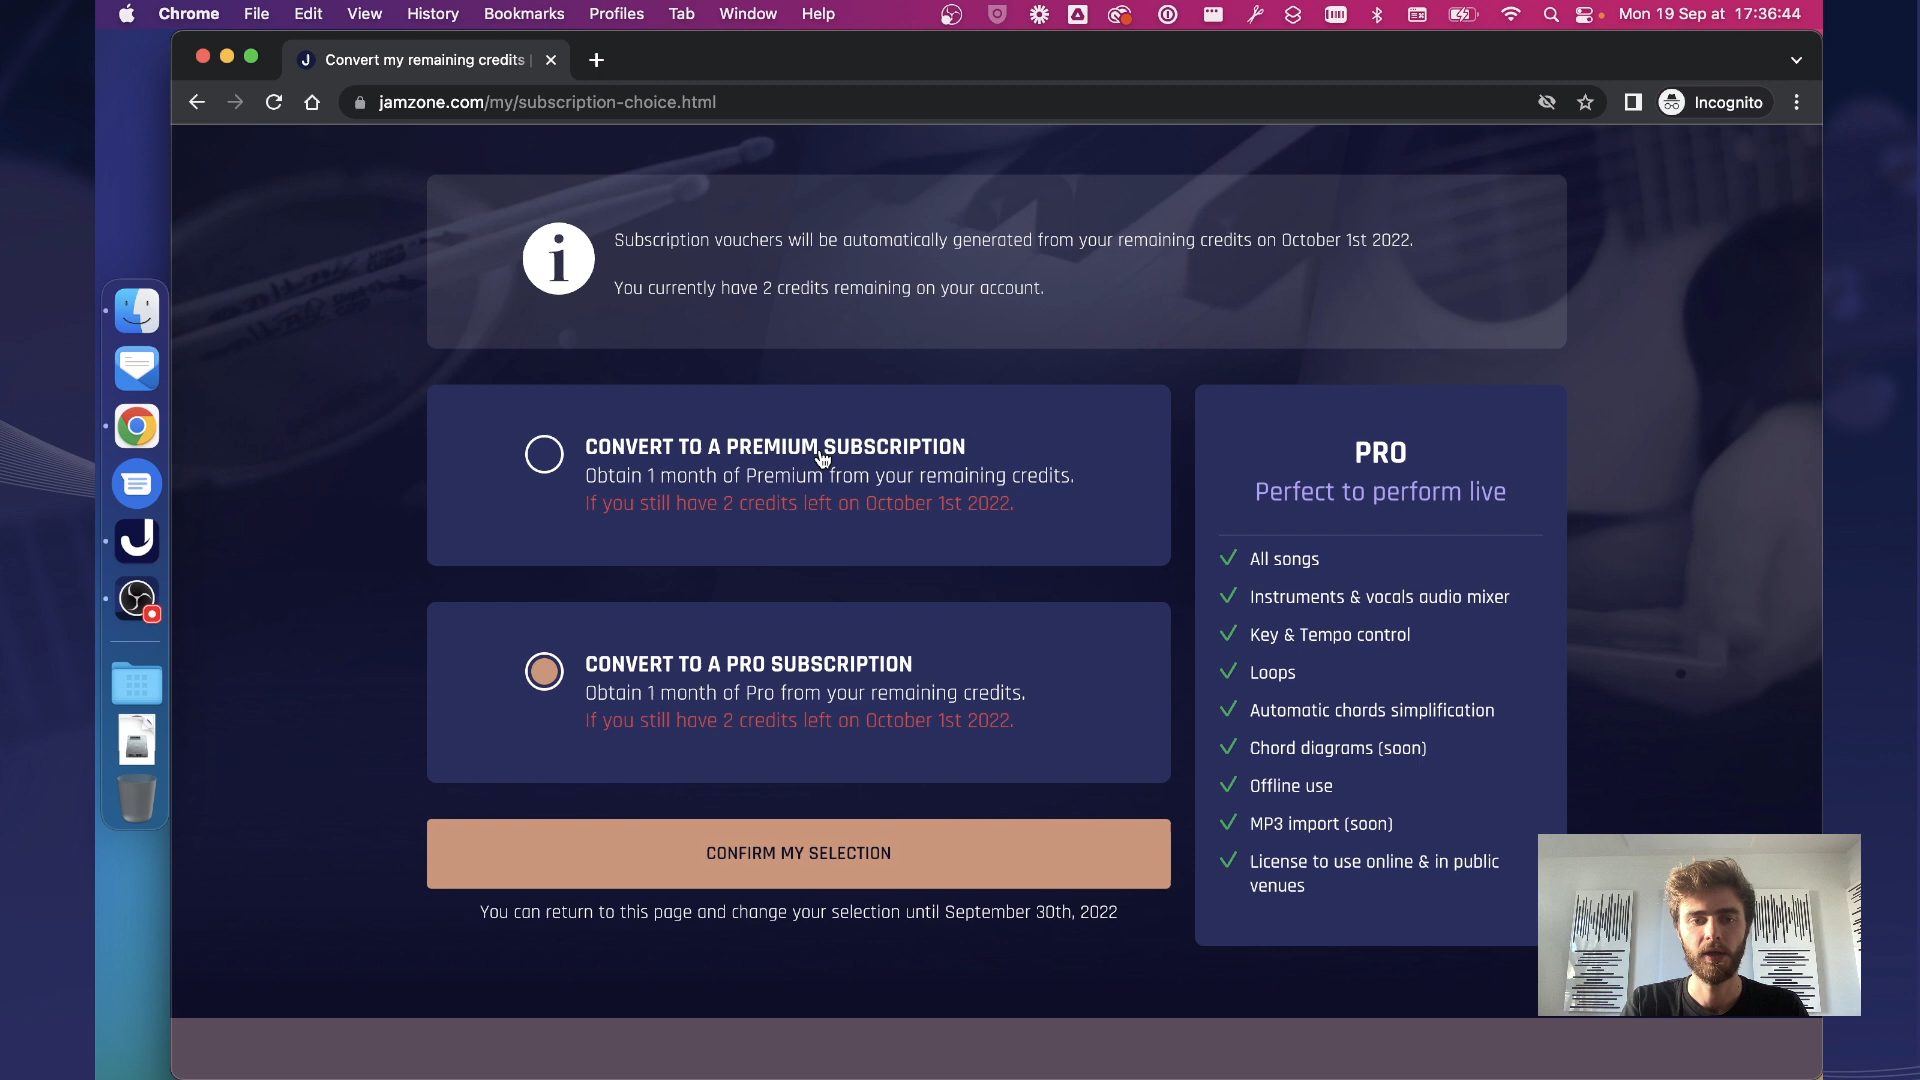 Chrome File Edit View History Bookmarks Profiles Tab Window Help Mon 19 Sep at 17:36:44
J Convert my remaining credits
jamzone.com/my/subscription-choice.html Incognito
Subscription vouchers will be automatically generated from your remaining credits on October 1st 2022.
You currently have 2 credits remaining on your account.
CONVERT TO A PREMIUM SUBSCRIPTION
Obtain 1 month of Premium from your remaining credits.
If you still have 2 credits left on October 1st 2022.
CONVERT TO A PRO SUBSCRIPTION
Obtain 1 month of Pro from your remaining credits.
If you still have 2 credits left on October 1st 2022.
CONFIRM MY SELECTION
You can return to this page and change your selection until September 30th, 2022
PRO
Perfect to perform live
All songs
Instruments & vocals audio mixer
Key & Tempo control
Loops
Automatic chords simplification
Chord diagrams (soon)
Offline use
MP3 import (soon)
License to use online & in public
venues